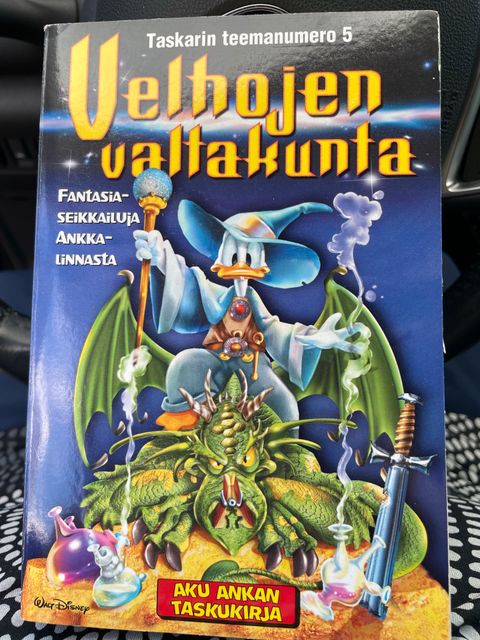 Taskarin teemanumero 5
Velhojen
valtakunta
FANTASIA-
SEIKKAILUJA
ANKKA-
LINNASTA
WALT DISNEY
AKU ANKAN
TASKUKIRJA